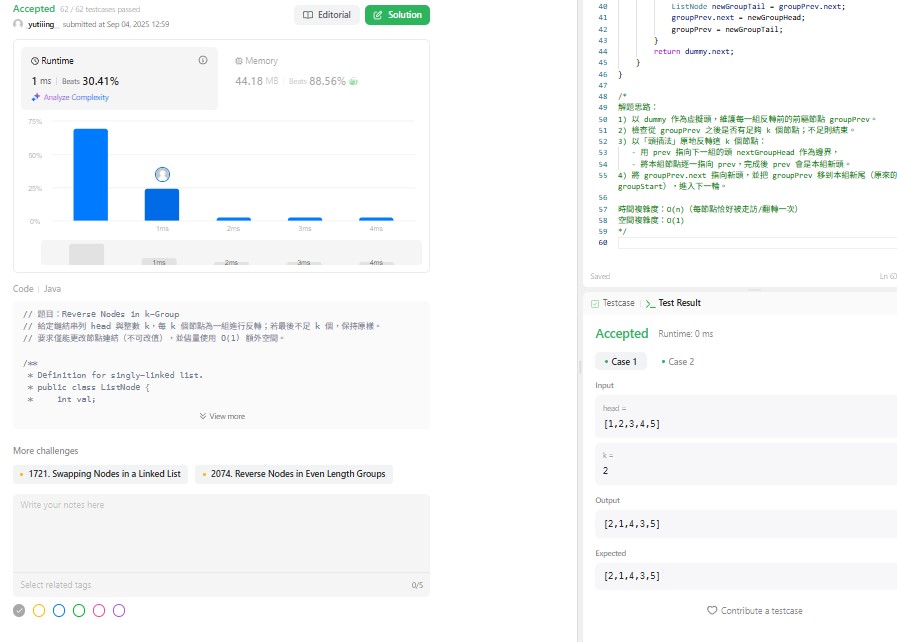 Accepted 62 / 62 testcases passed
yutiiing_ submitted at Sep 04, 2025 12:59
Editorial
Solution
Runtime
1 ms Beats 30.41%
Analyze Complexity
Memory
44.18 MB Beats 88.56%
75%
50%
25%
0%
1ms 2ms 3ms 4ms
1ms 2ms 3ms 4ms
Code Java
// 題目：Reverse Nodes in k-Group
// 給定鏈結串列 head 與整數 k，每 k 個節點為一組進行反轉；若最後不足 k 個，保持原樣。
// 要求僅能更改節點連結（不可改值），並儘量使用 O(1) 額外空間。
/**
* Definition for singly-linked list.
* public class ListNode {
* int val;
View more
More challenges
1721. Swapping Nodes in a Linked List
2074. Reverse Nodes in Even Length Groups
Write your notes here
Select related tags
0/5
40 ListNode newGroupTail = groupPrev.next;
41 groupPrev.next = newGroupHead;
42 groupPrev = newGroupTail;
43 }
44 return dummy.next;
45 }
46 }
47
48 /*
49 解題思路：
50 1) 以 dummy 作為虛擬頭，維護每一組反轉前的前驅節點 groupPrev。
51 2) 檢查從 groupPrev 之後是否有足夠 k 個節點；不足則結束。
52 3) 以「頭插法」原地反轉這 k 個節點：
53 - 用 prev 指向下一組的頭 nextGroupHead 作為邊界，
54 - 將本組節點逐一指向 prev，完成後 prev 會是本組新頭。
55 4) 將 groupPrev.next 指向新頭，並把 groupPrev 移到本組新尾（原來的
groupStart），進入下一輪。
56
57 時間複雜度：O(n)（每節點恰好被走訪/翻轉一次）
58 空間複雜度：O(1)
59 */
60
Saved
Testcase
Test Result
Accepted Runtime: 0 ms
Case 1
Case 2
Input
head =
[1,2,3,4,5]
k =
2
Output
[2,1,4,3,5]
Expected
[2,1,4,3,5]
Contribute a testcase